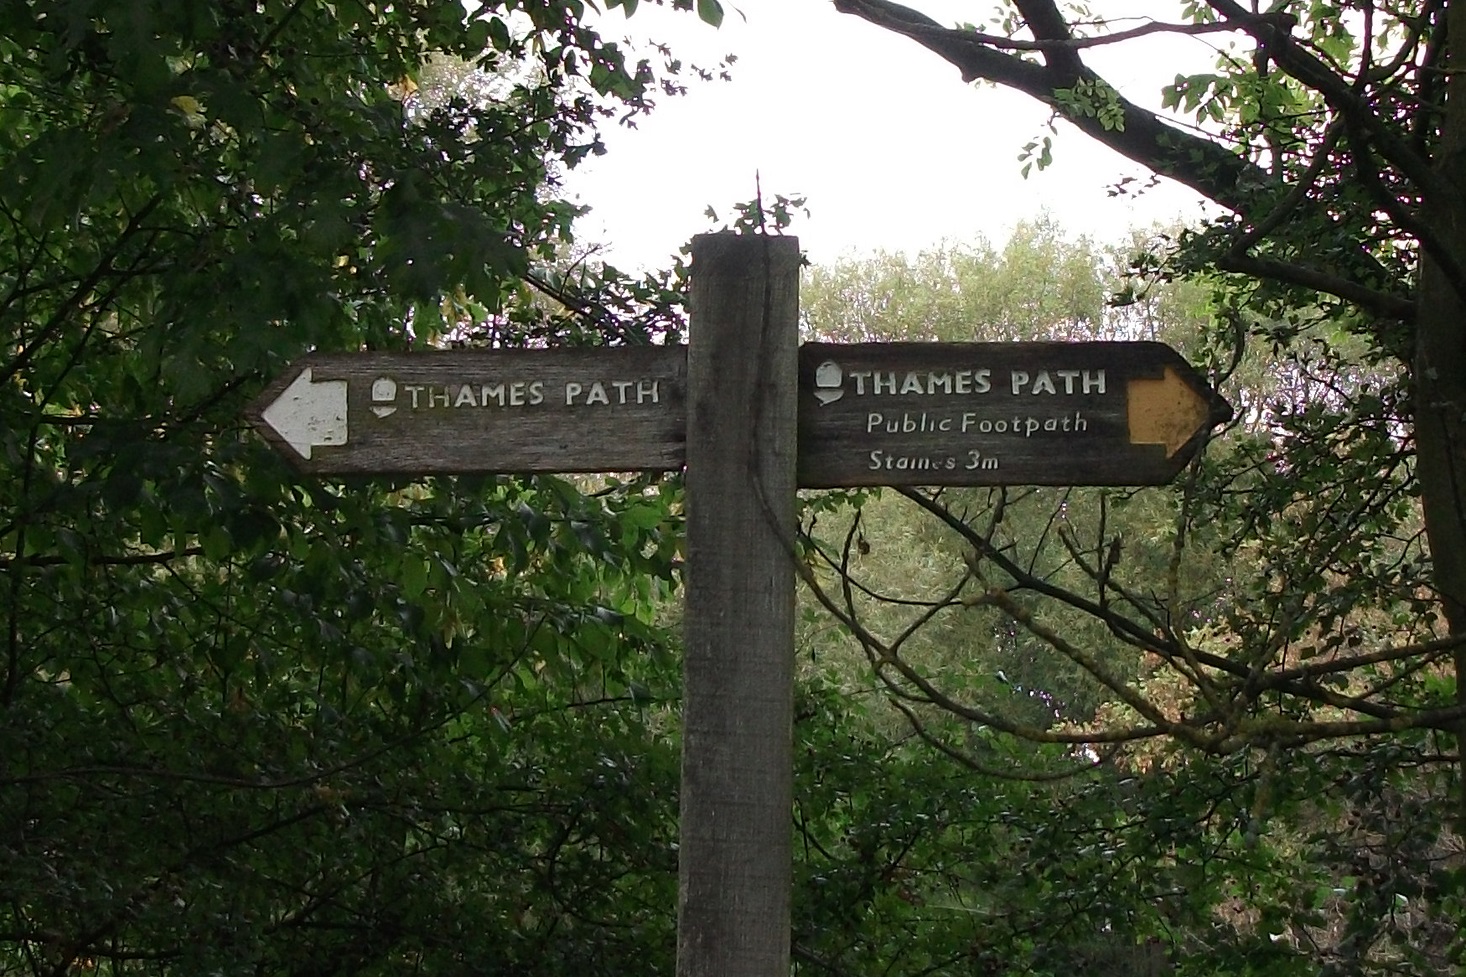 THAMES PATH
THAMES PATH
Public Footpath
Staines 3m